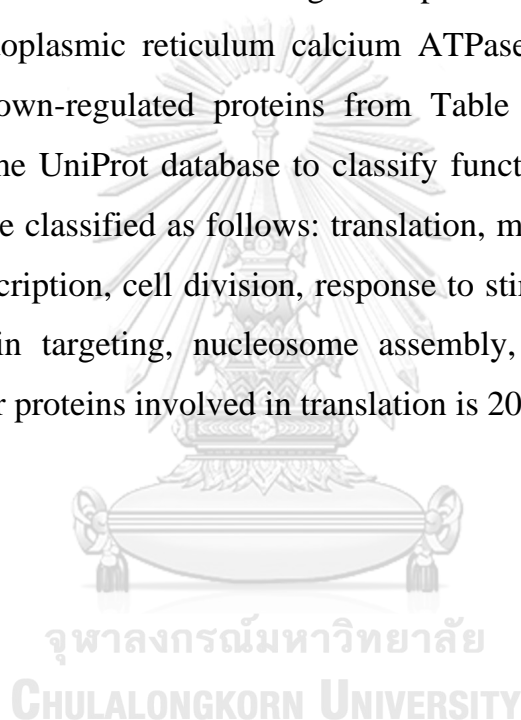 oplasmic reticulum calcium ATPase
own-regulated proteins from Table
ne UniProt database to classify funct
e classified as follows: translation, m
cription, cell division, response to stir
in targeting, nucleosome assembly,
r proteins involved in translation is 20
จุฬาลงกรณ์มหาวิทยาลัย
CHULALONGKORN UNIVERSITY